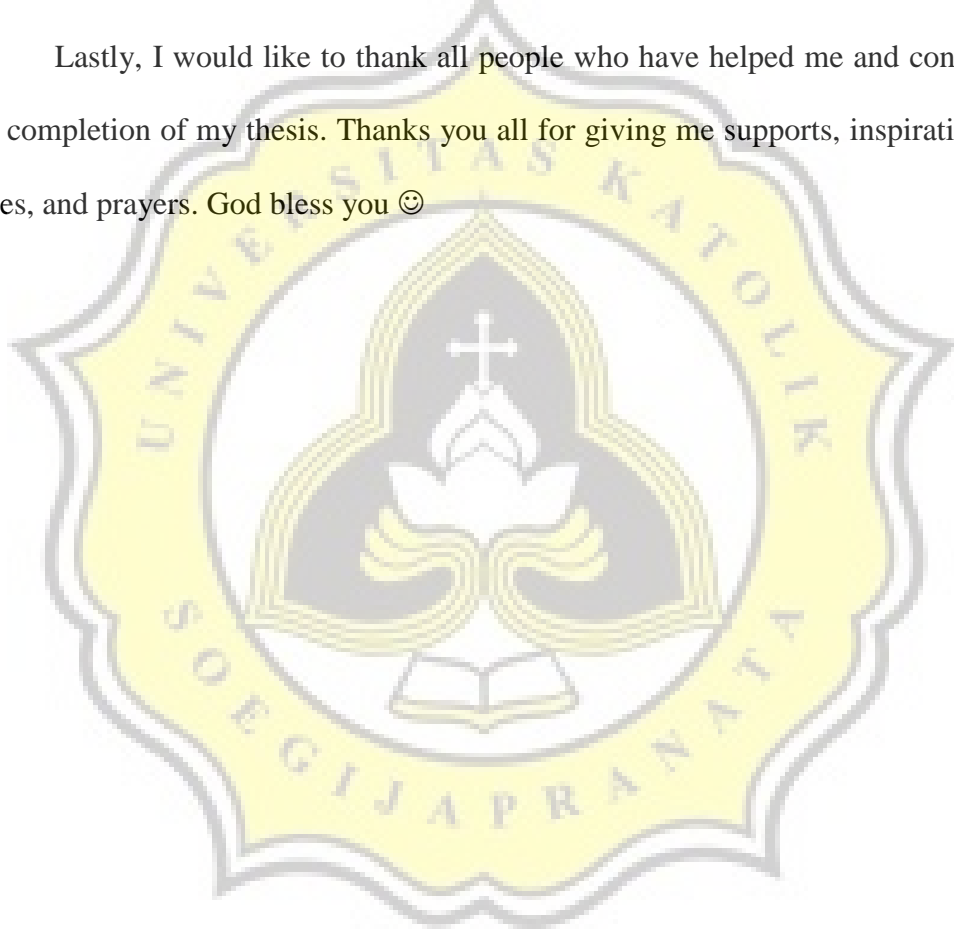 Lastly, I would like to thank all people who have helped me and con
completion of my thesis. Thanks you all for giving me supports, inspirati
es, and prayers. God bless you ☺
UNIVERSITAS KATOLIK
SOEGIJAPRANATA